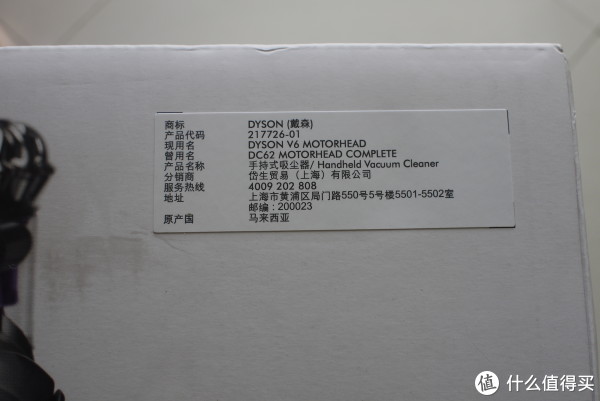 商标 DYSON (戴森)
产品代码 217726-01
现用名 DYSON V6 MOTORHEAD
曾用名 DC62 MOTORHEAD COMPLETE
产品名称 手持式吸尘器/ Handheld Vacuum Cleaner
分销商 岱生贸易（上海）有限公司
服务热线 4009 202 808
地址 上海市黄浦区局门路550号5号楼5501-5502室
邮编: 200023
原产国 马来西亚
值 什么值得买